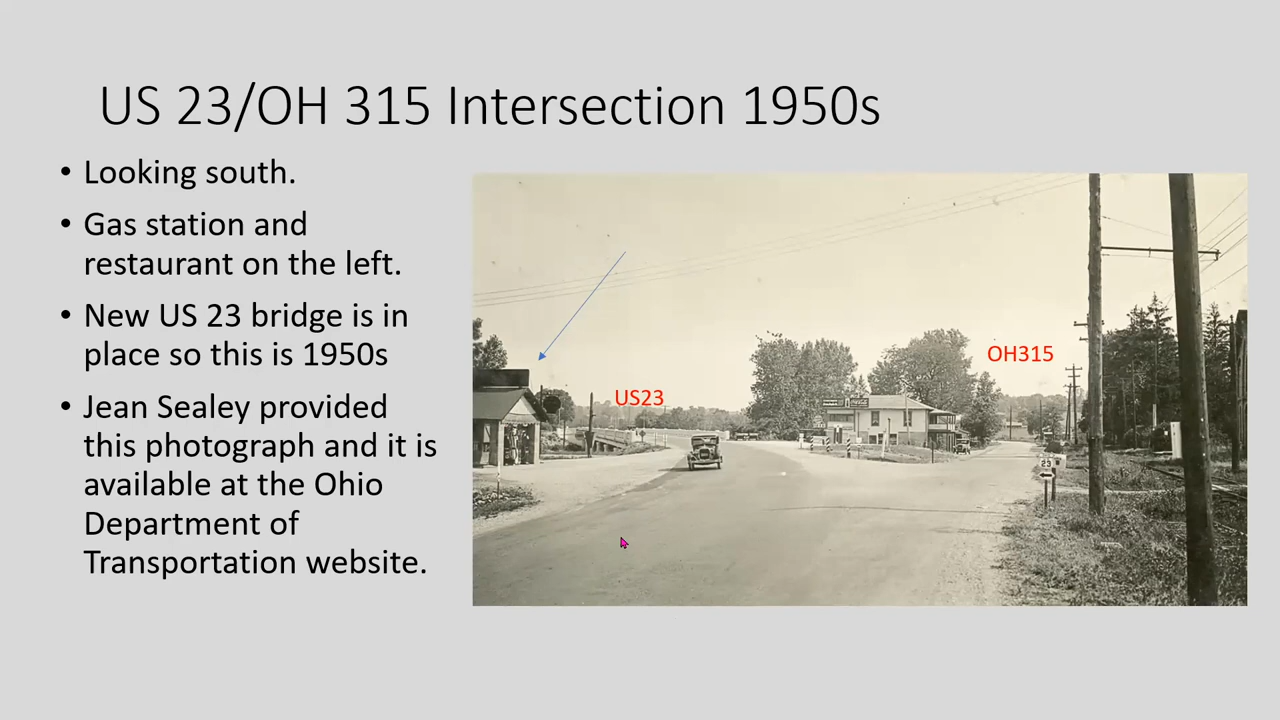 US 23/OH 315 Intersection 1950s
• Looking south.
• Gas station and
restaurant on the left.
• New US 23 bridge is in
place so this is 1950s
• Jean Sealey provided
this photograph and it is
available at the Ohio
Department of
Transportation website.
US23
OH315
23